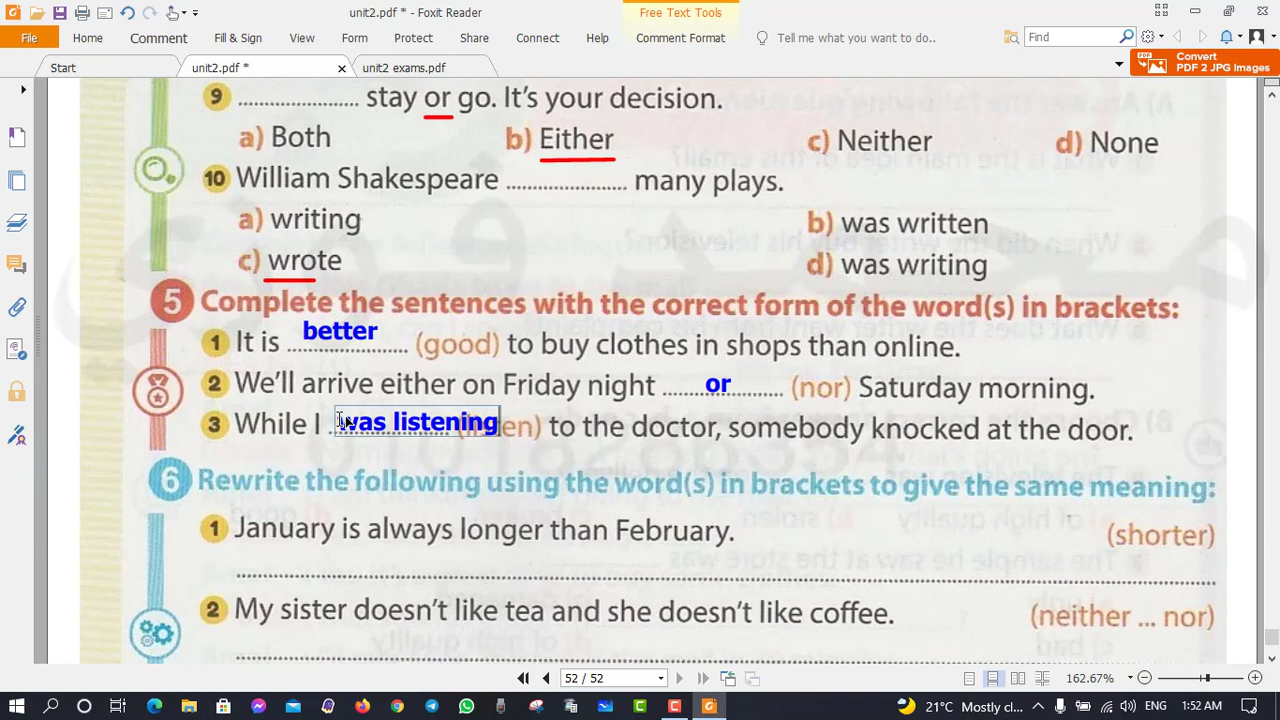 unit2.pdf * - Foxit Reader
Free Text Tools
File Home Comment Fill & Sign View Form Protect Share Connect Help Comment Format Tell me what you want to do.. Find
Start unit2.pdf * unit2 exams.pdf
Convert
PDF 2 JPG Images
9 ........................ stay or go. It's your decision.
a) Both b) Either c) Neither d) None
10 William Shakespeare ........................ many plays.
a) writing b) was written
c) wrote d) was writing
5 Complete the sentences with the correct form of the word(s) in brackets:
1 It is better (good) to buy clothes in shops than online.
2 We'll arrive either on Friday night or (nor) Saturday morning.
3 While I was listening (listen) to the doctor, somebody knocked at the door.
6 Rewrite the following using the word(s) in brackets to give the same meaning:
1 January is always longer than February. (shorter)
2 My sister doesn't like tea and she doesn't like coffee. (neither ... nor)
52 / 52 162.67%
21°C Mostly cl... ENG 1:52 AM